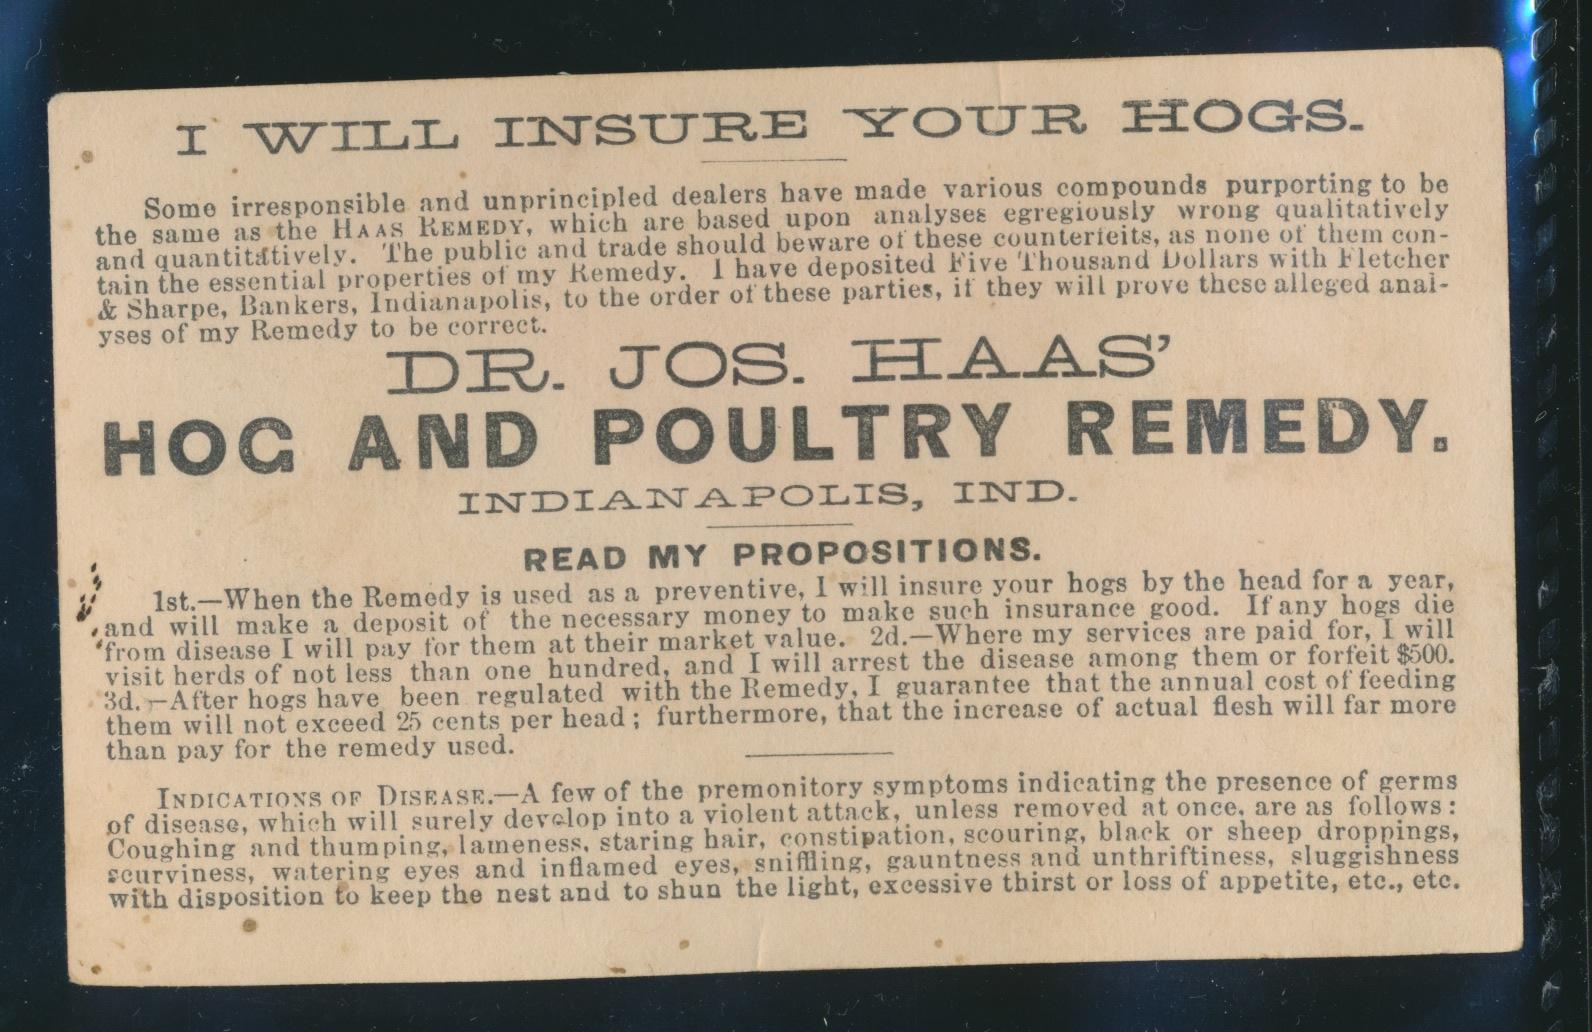 I WILL INSURE YOUR HOGS.
Some irresponsible and unprincipled dealers have made various compounds purporting to be
the same as the HAAS REMEDY, which are based upon analyses egregiously wrong qualitatively
and quantitatively. The public and trade should beware of these counterfeits, as none of them con-
tain the essential properties of my Remedy. I have deposited Five Thousand Dollars with Fletcher
& Sharpe, Bankers, Indianapolis, to the order of these parties, if they will prove these alleged anal-
yses of my Remedy to be correct.
DR. JOS. HAAS'
HOG AND POULTRY REMEDY.
INDIANAPOLIS, IND.
READ MY PROPOSITIONS.
1st.—When the Remedy is used as a preventive, I will insure your hogs by the head for a year,
and will make a deposit of the necessary money to make such insurance good. If any hogs die
from disease I will pay for them at their market value. 2d.—Where my services are paid for, I will
visit herds of not less than one hundred, and I will arrest the disease among them or forfeit $500.
3d.—After hogs have been regulated with the Remedy, I guarantee that the annual cost of feeding
them will not exceed 25 cents per head; furthermore, that the increase of actual flesh will far more
than pay for the remedy used.
INDICATIONS OF DISEASE.—A few of the premonitory symptoms indicating the presence of germs
of disease, which will surely develop into a violent attack, unless removed at once, are as follows:
Coughing and thumping, lameness, staring hair, constipation, scouring, black or sheep droppings,
scurviness, watering eyes and inflamed eyes, sniffling, gauntness and unthriftiness, sluggishness
with disposition to keep the nest and to shun the light, excessive thirst or loss of appetite, etc., etc.